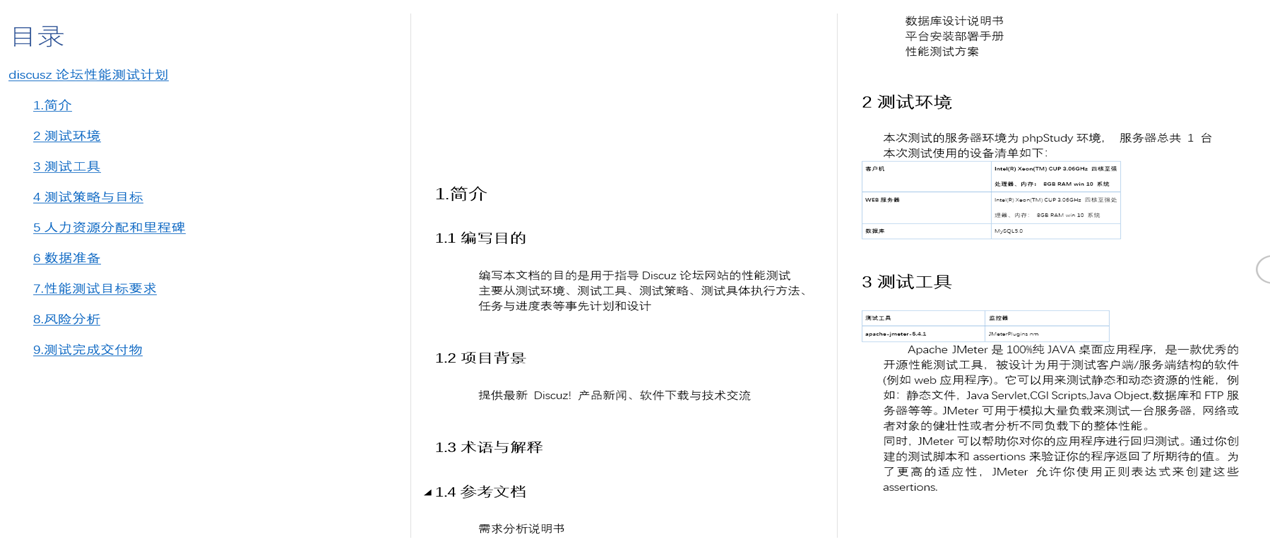 目录
discusz 论坛性能测试计划
1.简介
2 测试环境
3 测试工具
4 测试策略与目标
5 人力资源分配和里程碑
6 数据准备
7.性能测试目标要求
8.风险分析
9.测试完成交付物
1.简介
1.1 编写目的
编写本文档的目的是用于指导 Discuz 论坛网站的性能测试
主要从测试环境、测试工具、测试策略、测试具体执行方法、
任务与进度表等事先计划和设计
1.2 项目背景
提供最新 Discuz! 产品新闻、软件下载与技术交流
1.3 术语与解释
1.4 参考文档
需求分析说明书
数据库设计说明书
平台安装部署手册
性能测试方案
2 测试环境
本次测试的服务器环境为 phpStudy 环境， 服务器总共 1 台
本次测试使用的设备清单如下：
客户机 Intel(R) Xeon(TM) CUP 3.06GHz 四核至强
处理器、内存： 8GB RAM win 10 系统
WEB 服务器 Intel(R) Xeon(TM) CUP 3.06GHz 四核至强处
理器、内存： 8GB RAM win 10 系统
数据库 MySQL5.0
3 测试工具
测试工具 监控器
apache-jmeter-5.4.1 JMeterPlugins nm
Apache JMeter 是 100%纯 JAVA 桌面应用程序，是一款优秀的
开源性能测试工具，被设计为用于测试客户端/服务端结构的软件
(例如 web 应用程序)。它可以用来测试静态和动态资源的性能，例
如：静态文件，Java Servlet,CGI Scripts,Java Object,数据库和 FTP 服
务器等等。JMeter 可用于模拟大量负载来测试一台服务器，网络或
者对象的健壮性或者分析不同负载下的整体性能。
同时，JMeter 可以帮助你对你的应用程序进行回归测试。通过你创
建的测试脚本和 assertions 来验证你的程序返回了所期待的值。为
了更高的适应性，JMeter 允许你使用正则表达式来创建这些
assertions.